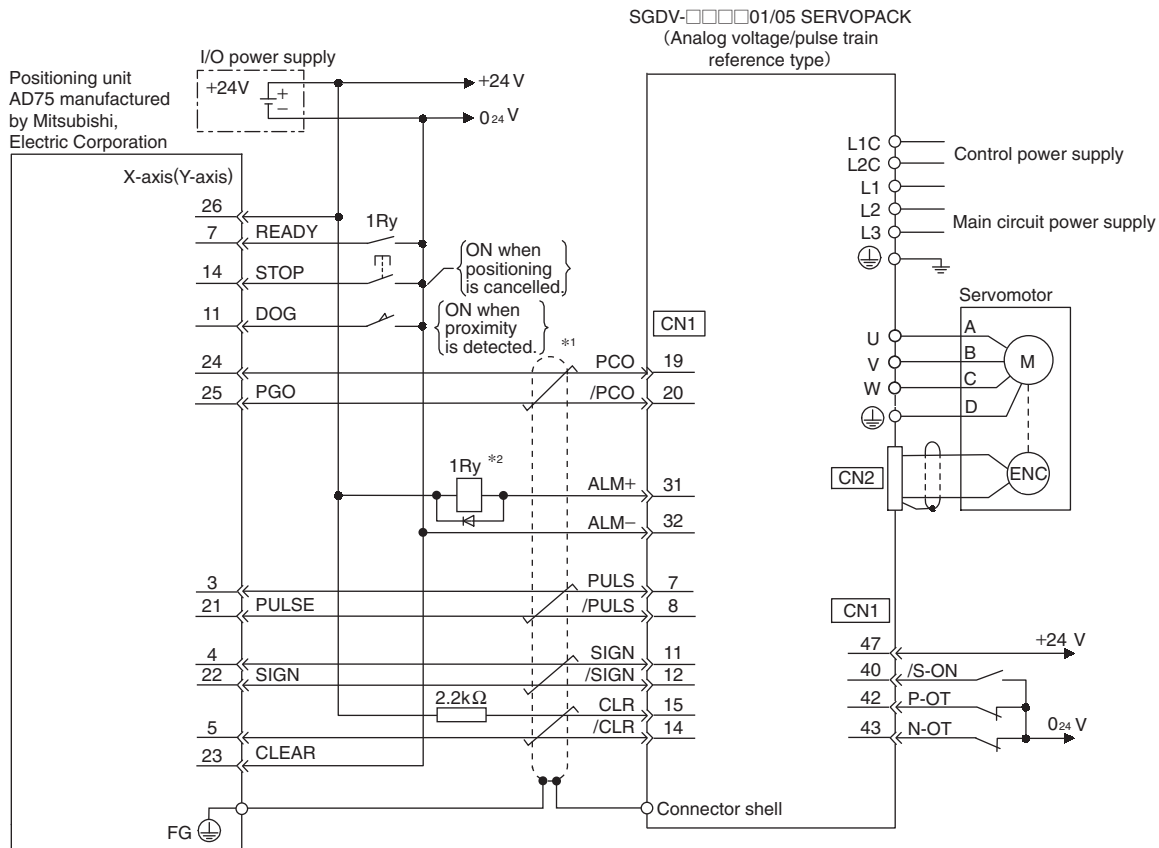 SGDV-□□□□01/05 SERVOPACK
(Analog voltage/pulse train
reference type)
I/O power supply
+24V
+
−
+24 V
024 V
Positioning unit
AD75 manufactured
by Mitsubishi,
Electric Corporation
X-axis(Y-axis)
26
7 READY 1Ry
14 STOP
ON when
positioning
is cancelled.
11 DOG
ON when
proximity
is detected.
*1
CN1
24 PCO 19
25 PGO /PCO 20
1Ry *2
ALM+ 31
ALM− 32
3 PULS 7
21 PULSE /PULS 8
4 SIGN 11
22 SIGN /SIGN 12
2.2kΩ CLR 15
5 /CLR 14
23 CLEAR
FG
Connector shell
L1C
L2C
Control power supply
L1
L2
L3
Main circuit power supply
Servomotor
U A
V B
W C
D
M
CN2
ENC
CN1
47 +24 V
40 /S-ON
42 P-OT
43 N-OT 024 V